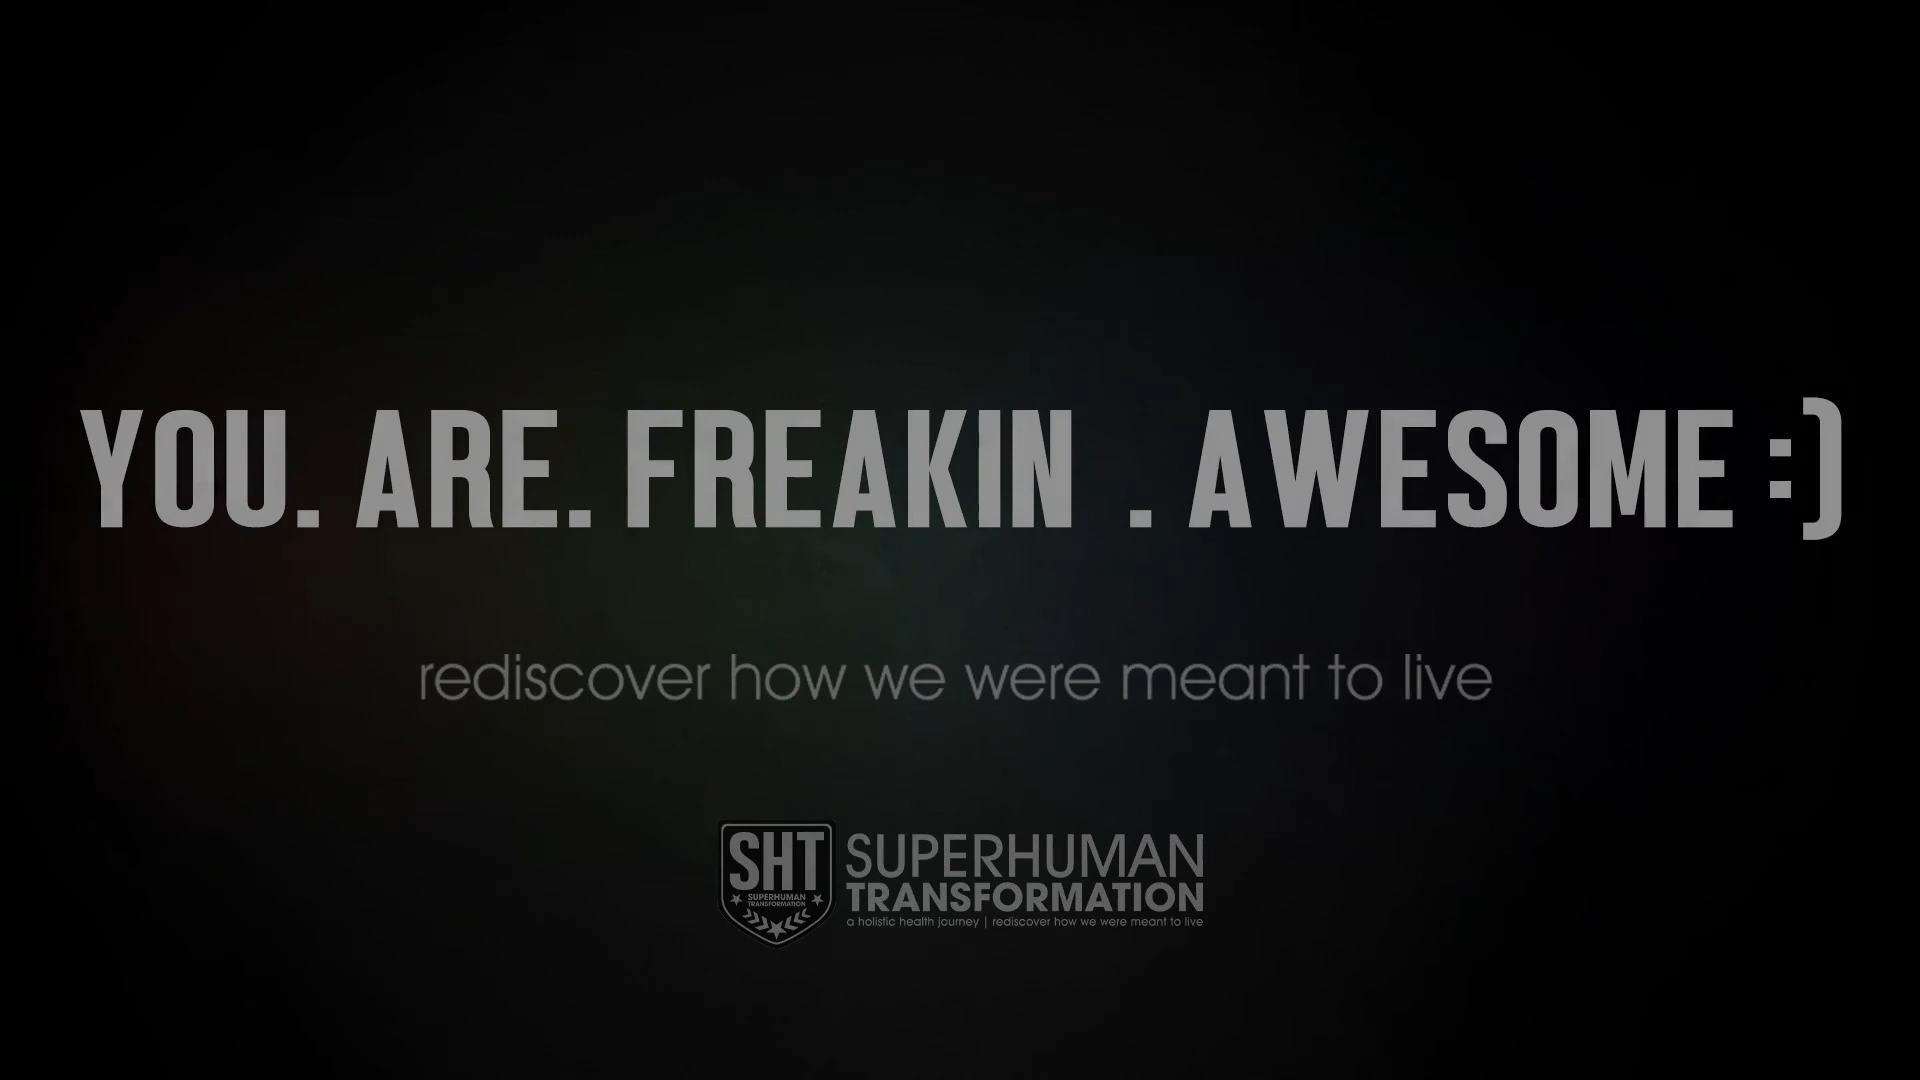 YOU. ARE. FREAKIN . AWESOME :)
rediscover how we were meant to live
SHT
SUPERHUMAN
TRANSFORMATION
SUPERHUMAN
TRANSFORMATION
a holistic health journey | rediscover how we were meant to live